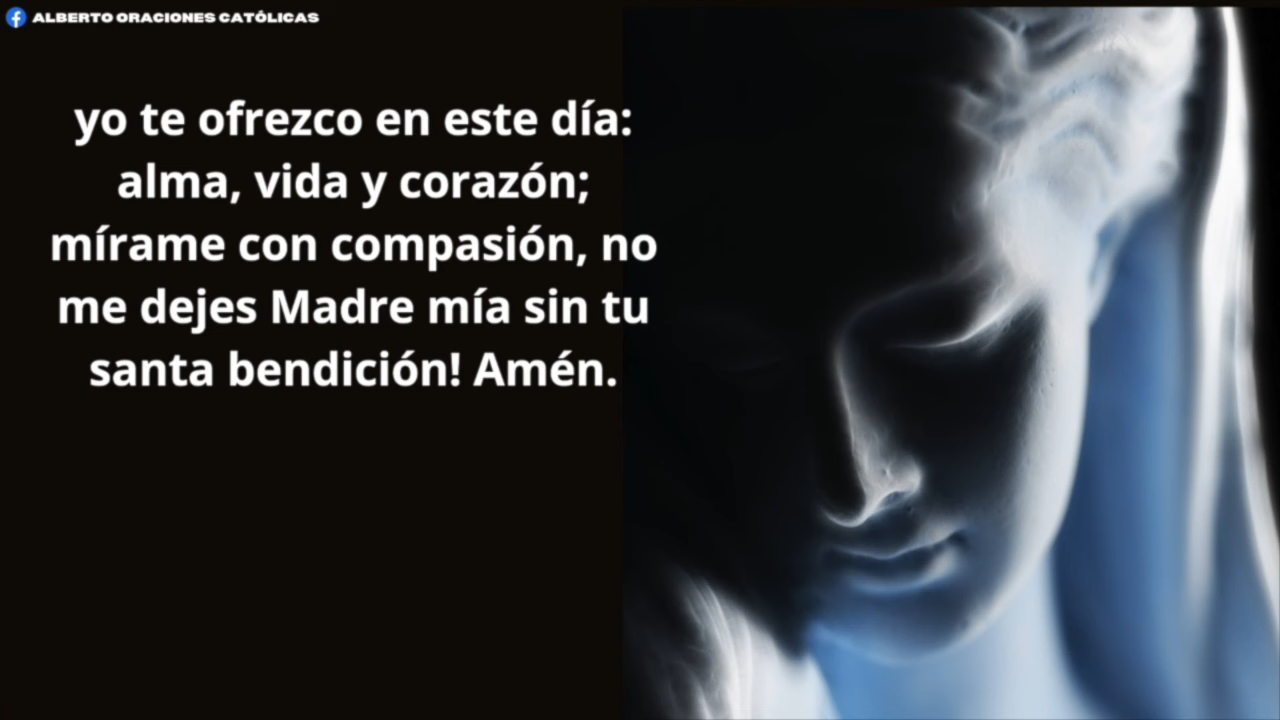 ALBERTO ORACIONES CATÓLICAS
yo te ofrezco en este día:
alma, vida y corazón;
mírame con compasión, no
me dejes Madre mía sin tu
santa bendición! Amén.